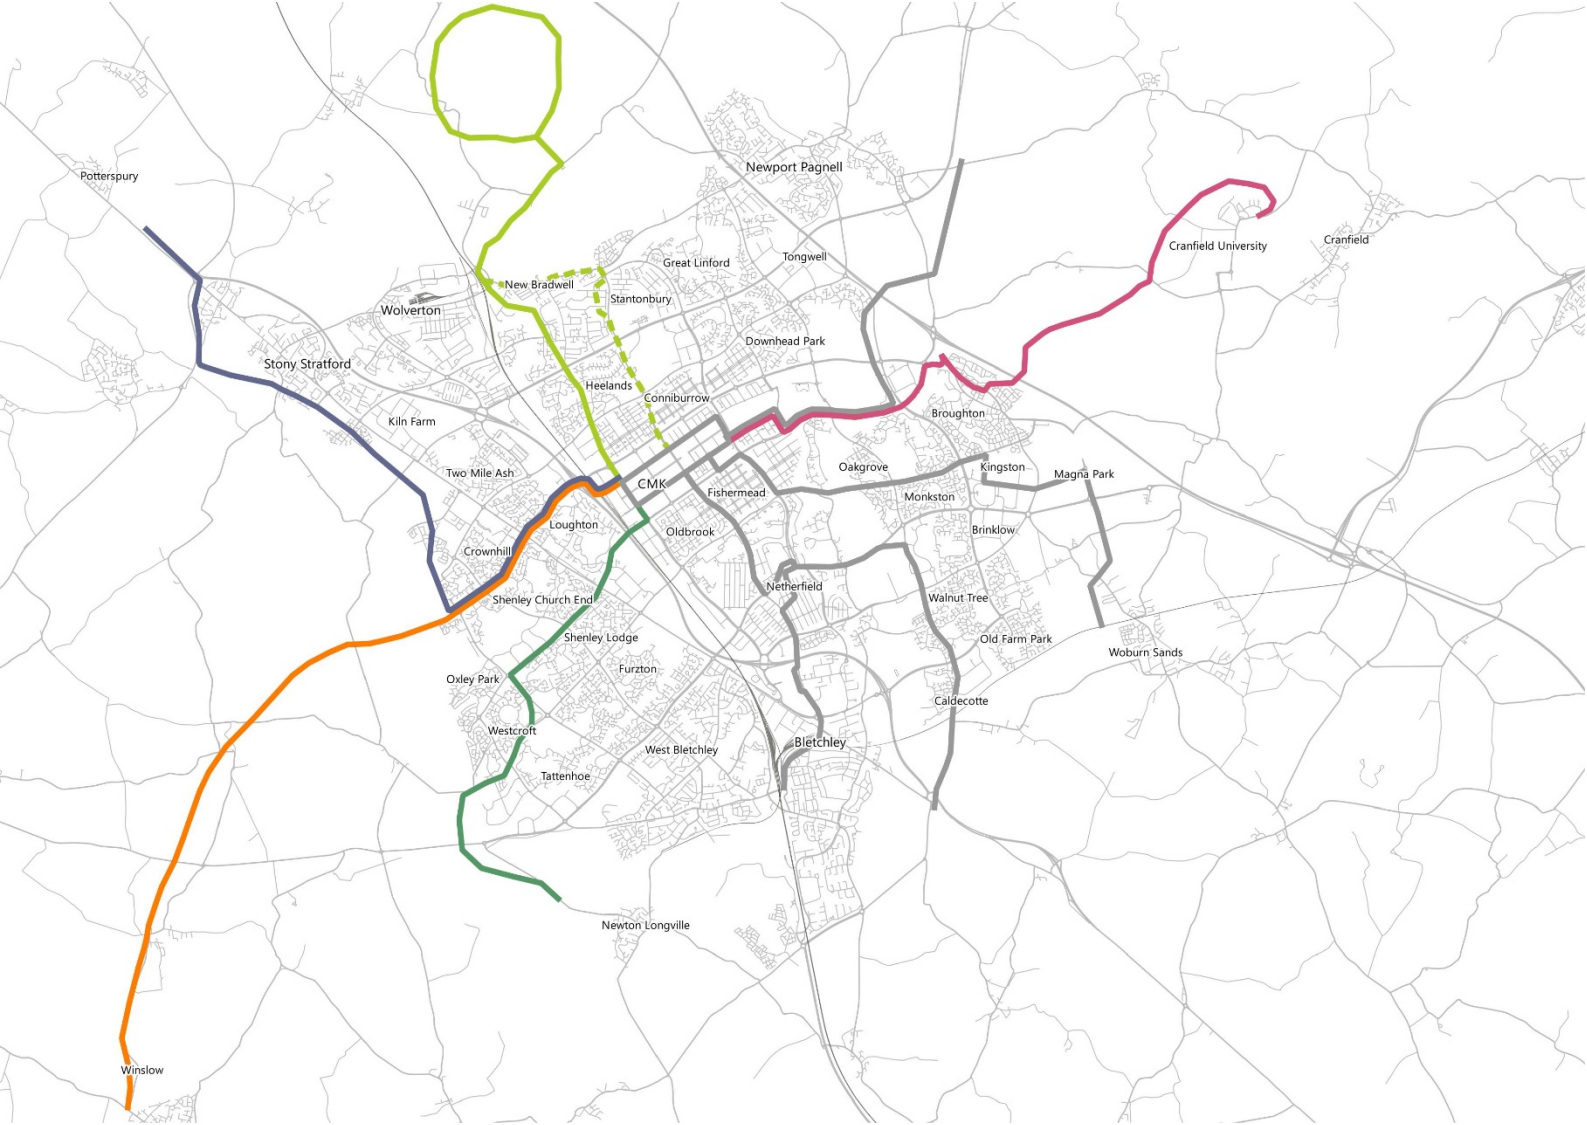 Newport Pagnell
Potterspury
Cranfield
Cranfield University
Tongwell
Great Linford
New Bradwell
Stantonbury
Wolverton
Downhead Park
Stony Stratford
Heelands
Conniburrow
Kiln Farm
Broughton
Two Mile Ash
Oakgrove
Kingston
Magna Park
CMK
Fishermead
Monkston
Loughton
Oldbrook
Brinklow
Crownhill
Netherfield
Shenley Church End
Walnut Tree
Shenley Lodge
Old Farm Park
Woburn Sands
Furzton
Oxley Park
Caldecotte
Westcroft
Bletchley
West Bletchley
Tattenhoe
Newton Longville
Winslow